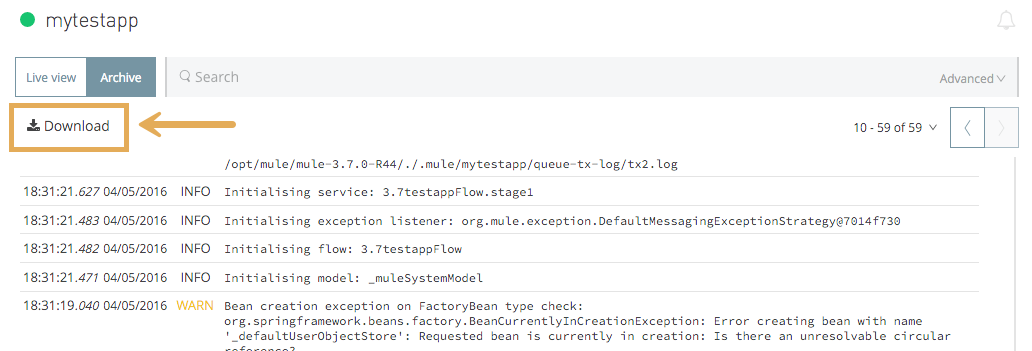 mytestapp
Live view Archive Search Advanced
Download 10 - 59 of 59
/opt/mule/mule-3.7.0-R44/./.mule/mytestapp/queue-tx-log/tx2.log
18:31:21.627 04/05/2016 INFO Initialising service: 3.7testappFlow.stage1
18:31:21.483 04/05/2016 INFO Initialising exception listener: org.mule.exception.DefaultMessagingExceptionStrategy@7014f730
18:31:21.482 04/05/2016 INFO Initialising flow: 3.7testappFlow
18:31:21.471 04/05/2016 INFO Initialising model: _muleSystemModel
18:31:19.040 04/05/2016 WARN Bean creation exception on FactoryBean type check:
org.springframework.beans.factory.BeanCurrentlyInCreationException: Error creating bean with name
'_defaultUserObjectStore': Requested bean is currently in creation: Is there an unresolvable circular
reference?